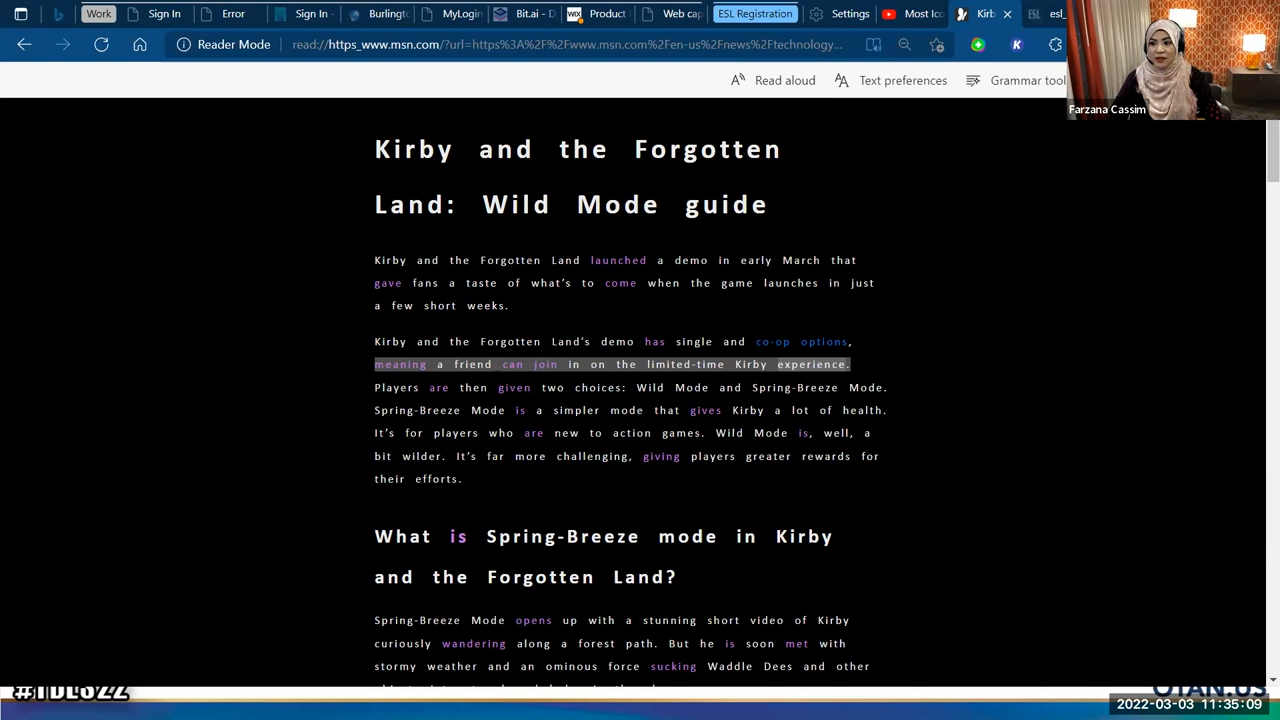 Work
Sign In
Error
Sign In -
Burlingt
MyLogin
Bit.ai - D
Product
Web cap
ESL Registration
Settings
Most Ico
Kirb
esl_
Reader Mode
read://https_www.msn.com/?url=https%3A%2F%2Fwww.msn.com%2Fen-us%2Fnews%2Ftechnology...
Read aloud
Text preferences
Grammar tool
Farzana Cassim
Kirby and the Forgotten
Land: Wild Mode guide
Kirby and the Forgotten Land launched a demo in early March that
gave fans a taste of what's to come when the game launches in just
a few short weeks.
Kirby and the Forgotten Land's demo has single and co-op options,
meaning a friend can join in on the limited-time Kirby experience.
Players are then given two choices: Wild Mode and Spring-Breeze Mode.
Spring-Breeze Mode is a simpler mode that gives Kirby a lot of health.
It's for players who are new to action games. Wild Mode is, well, a
bit wilder. It's far more challenging, giving players greater rewards for
their efforts.
What is Spring-Breeze mode in Kirby
and the Forgotten Land?
Spring-Breeze Mode opens up with a stunning short video of Kirby
curiously wandering along a forest path. But he is soon met with
stormy weather and an ominous force sucking Waddle Dees and other
#TDLS22
OTAN.US
2022-03-03 11:35:09